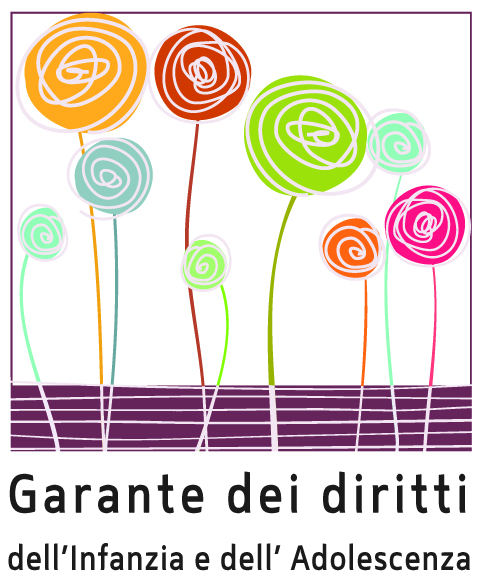 Garante dei diritti
dell'Infanzia e dell' Adolescenza